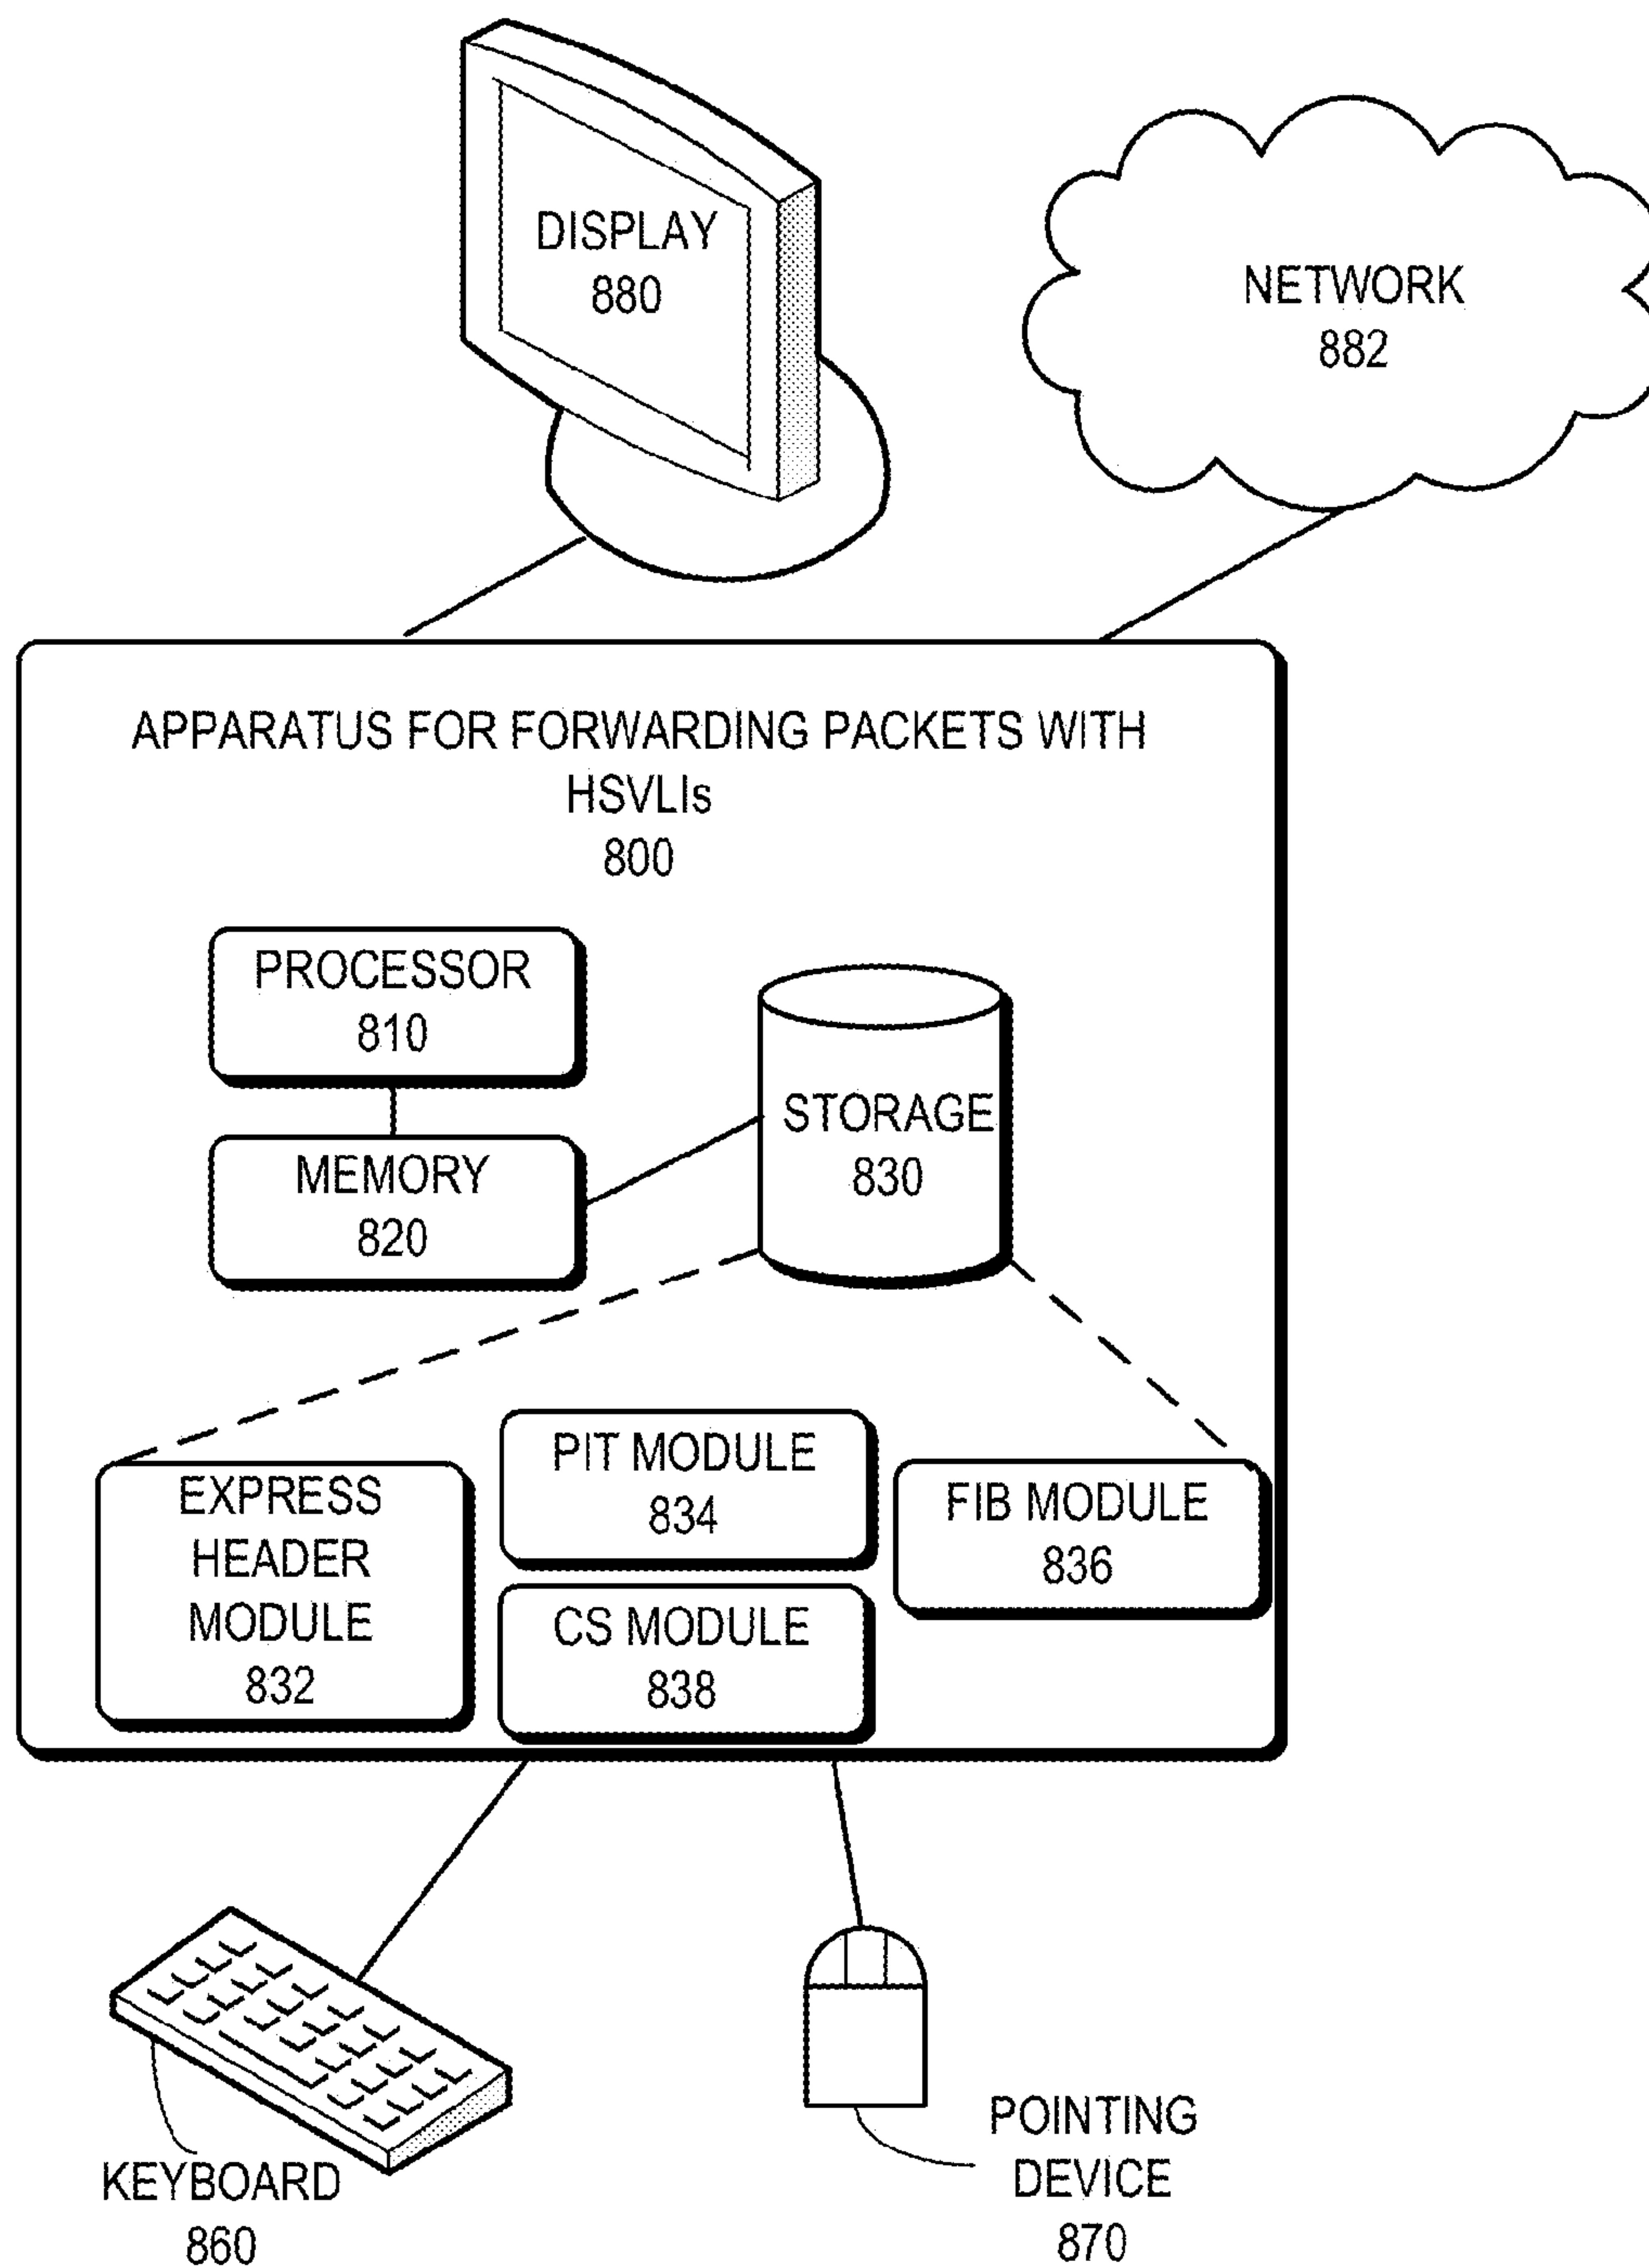 DISPLAY
880
NETWORK
882
APPARATUS FOR FORWARDING PACKETS WITH
HSVLIs
800
PROCESSOR
810
MEMORY
820
STORAGE
830
EXPRESS
HEADER
MODULE
832
PIT MODULE
834
CS MODULE
838
FIB MODULE
836
KEYBOARD
860
POINTING
DEVICE
870